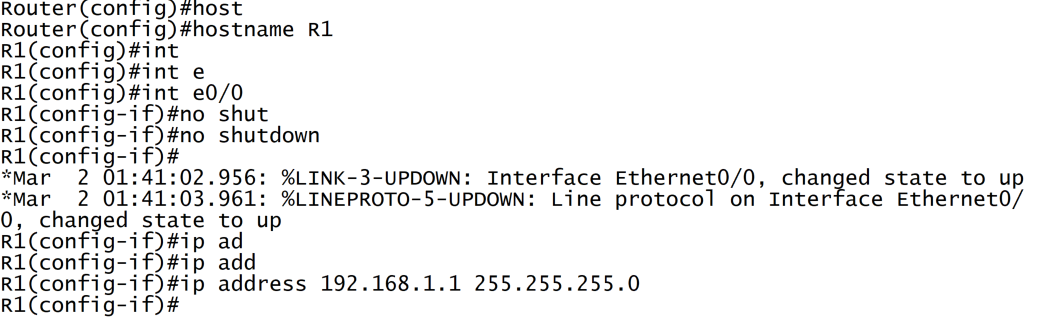 Router(config)#host
Router(config)#hostname R1
R1(config)#int
R1(config)#int e
R1(config)#int e0/0
R1(config-if)#no shut
R1(config-if)#no shutdown
R1(config-if)#
*Mar  2 01:41:02.956: %LINK-3-UPDOWN: Interface Ethernet0/0, changed state to up
*Mar  2 01:41:03.961: %LINEPROTO-5-UPDOWN: Line protocol on Interface Ethernet0/
0, changed state to up
R1(config-if)#ip ad
R1(config-if)#ip add
R1(config-if)#ip address 192.168.1.1 255.255.255.0
R1(config-if)#